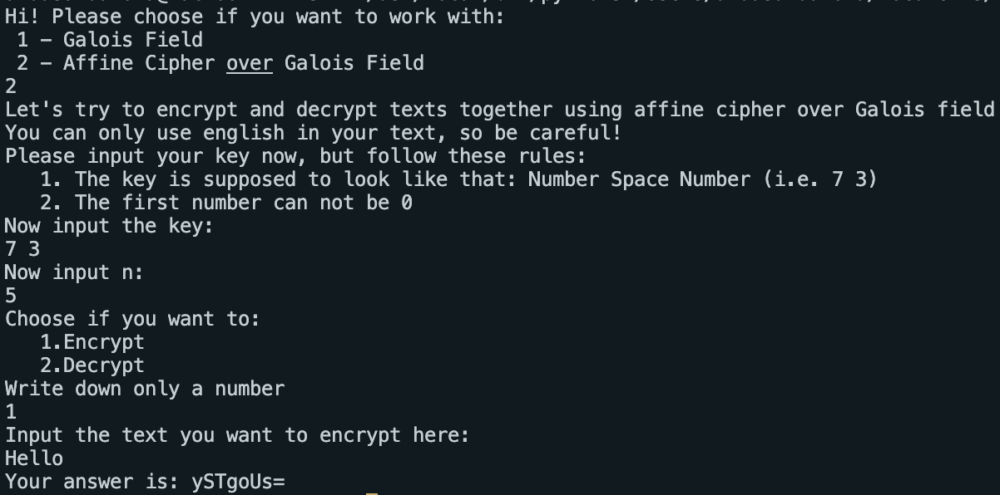 Hi! Please choose if you want to work with:
1 – Galois Field
2 – Affine Cipher over Galois Field
2
Let's try to encrypt and decrypt texts together using affine cipher over Galois field
You can only use english in your text, so be careful!
Please input your key now, but follow these rules:
1. The key is supposed to look like that: Number Space Number (i.e. 7 3)
2. The first number can not be 0
Now input the key:
7 3
Now input n:
5
Choose if you want to:
1.Encrypt
2.Decrypt
Write down only a number
1
Input the text you want to encrypt here:
Hello
Your answer is: ySTgoUs=